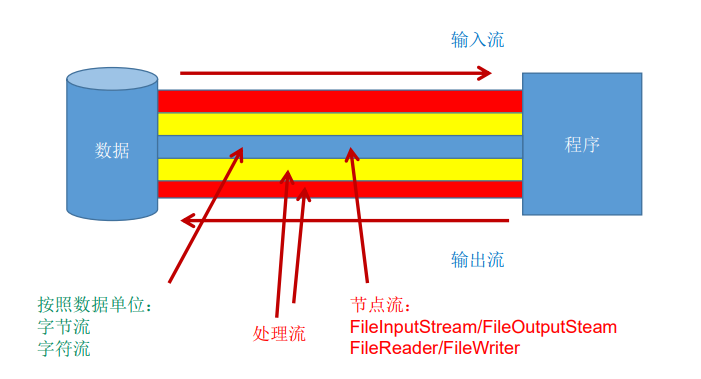 输入流
数据
程序
输出流
按照数据单位：
字节流
字符流
处理流
节点流：
FileInputStream/FileOutputSteam
FileReader/FileWriter